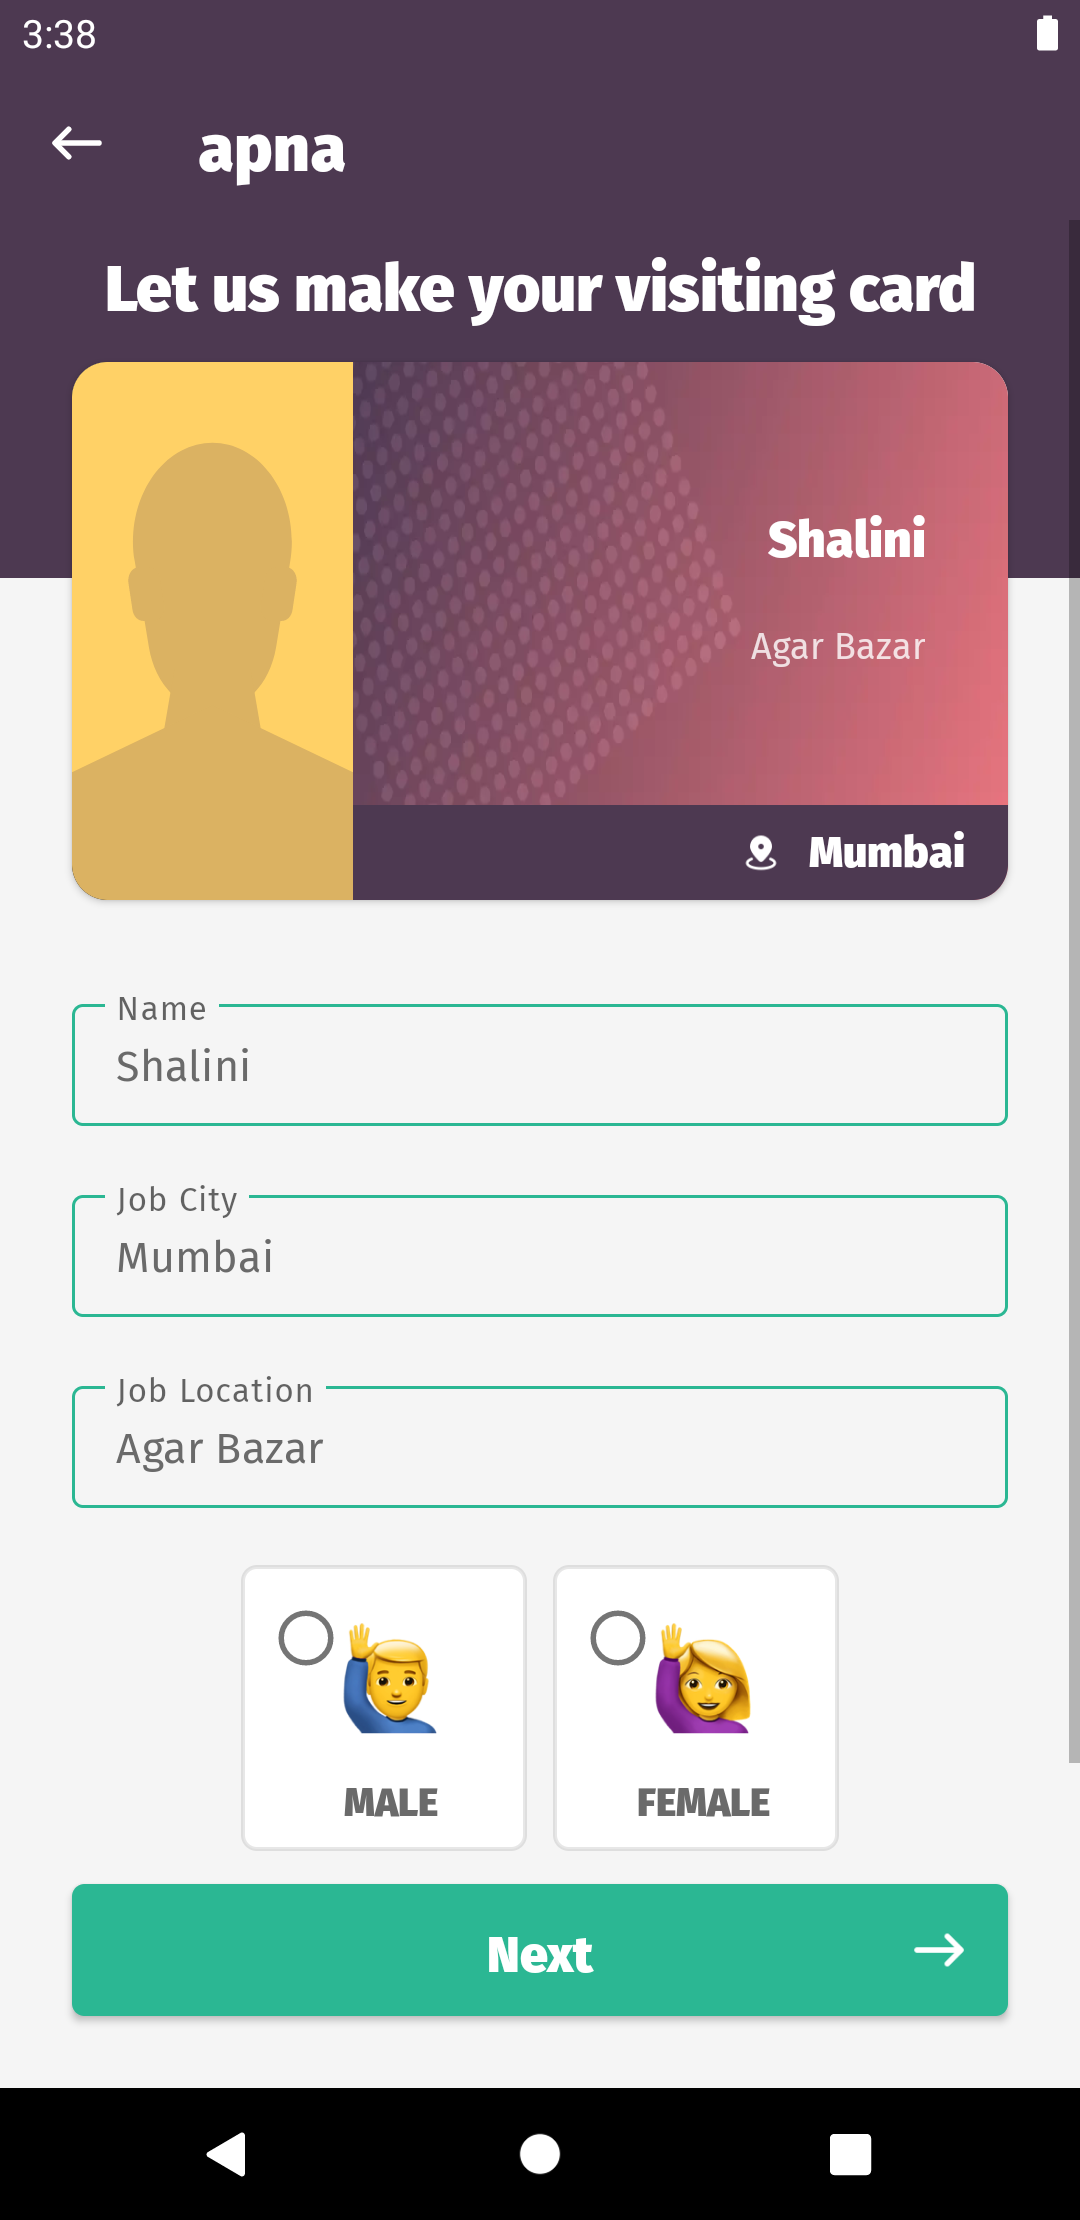 3:38
apna
Let us make your visiting card
Shalini
Agar Bazar
Mumbai
Name
Shalini
Job City
Mumbai
Job Location
Agar Bazar
MALE
FEMALE
Next